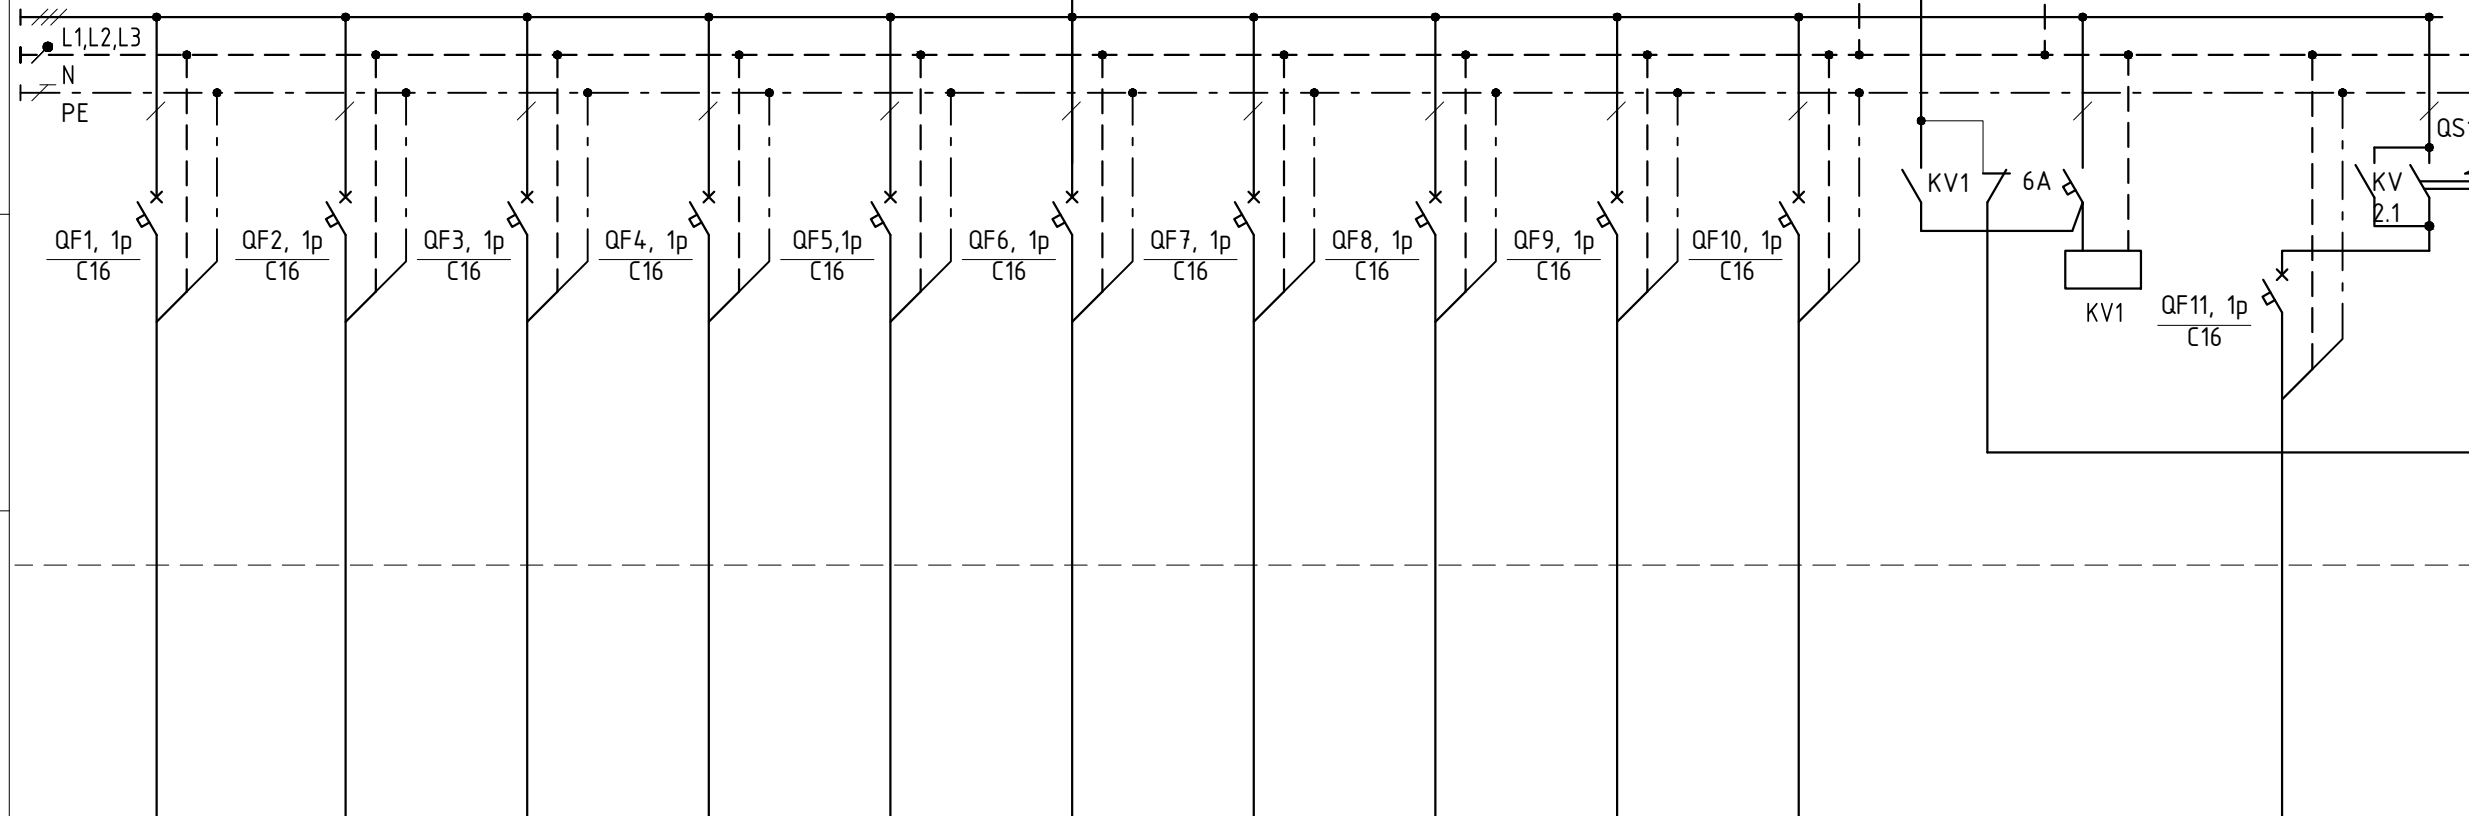 L1,L2,L3
N
PE
QF1, 1p
C16
QF2, 1p
C16
QF3, 1p
C16
QF4, 1p
C16
QF5,1p
C16
QF6, 1p
C16
QF7, 1p
C16
QF8, 1p
C16
QF9, 1p
C16
QF10, 1p
C16
KV1
6A
KV1
QF11, 1p
C16
KV
2.1
QS1